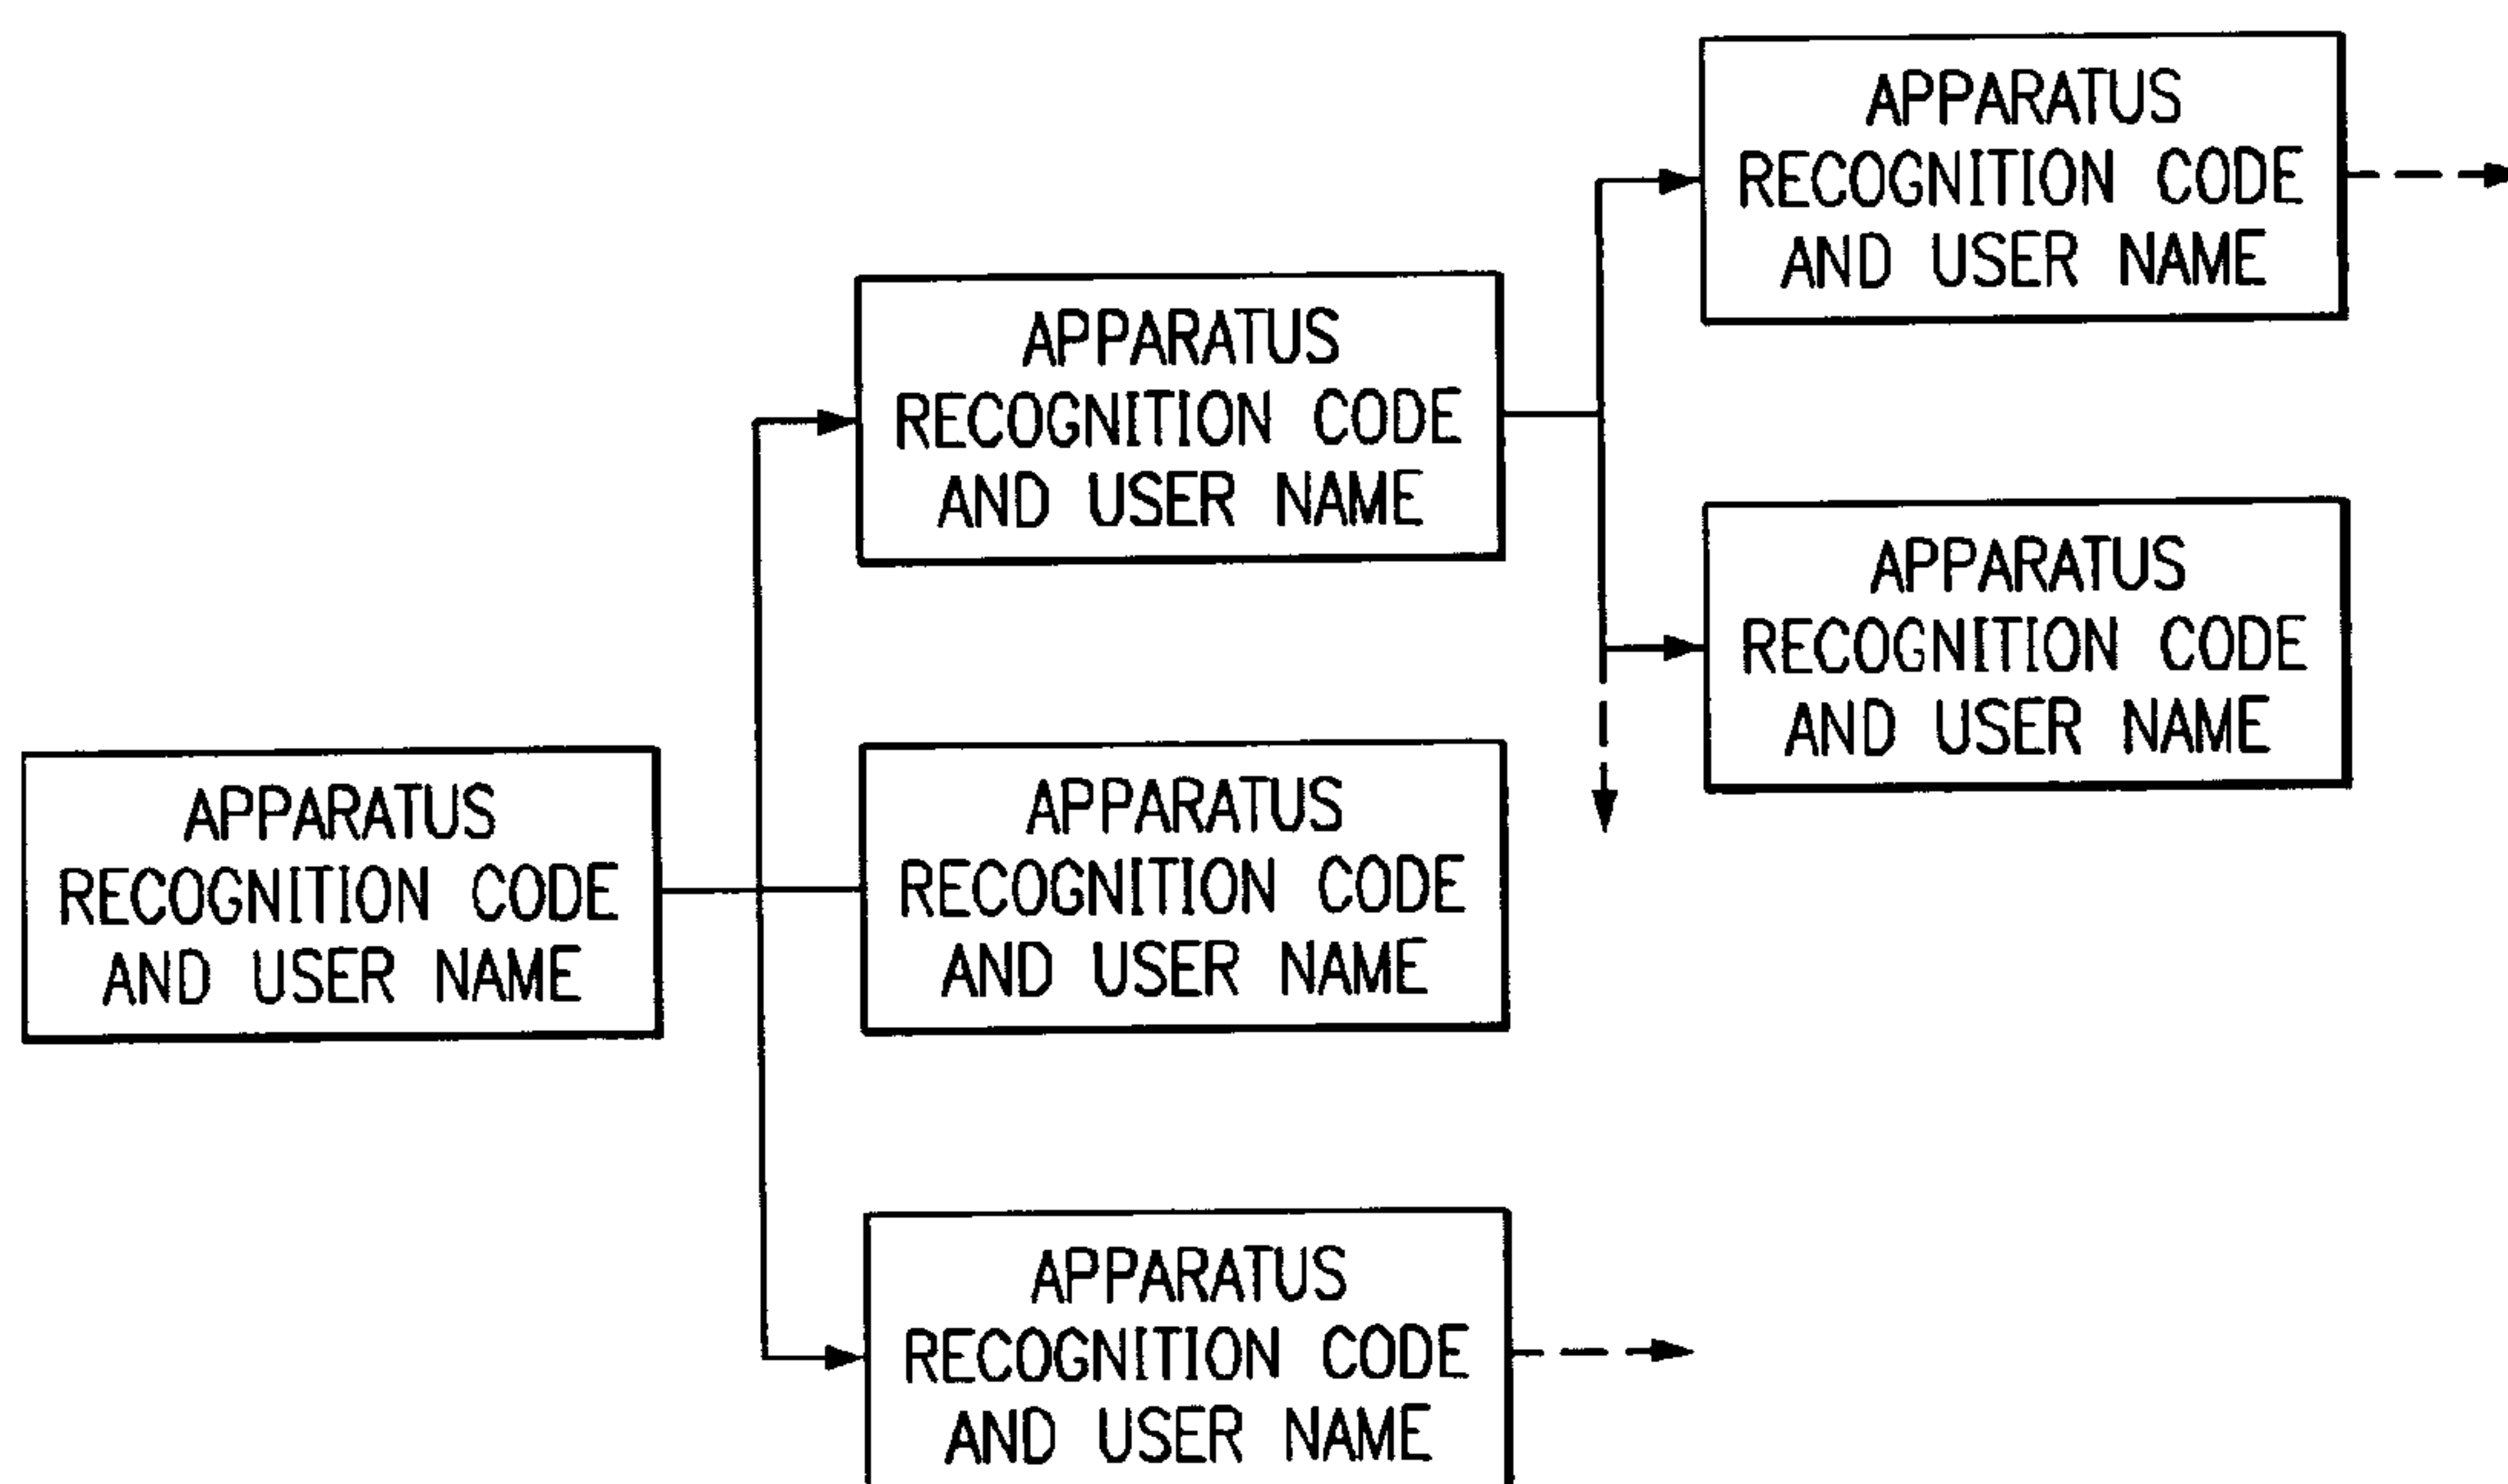 APPARATUS
RECOGNITION CODE
AND USER NAME
APPARATUS
RECOGNITION CODE
AND USER NAME
APPARATUS
RECOGNITION CODE
AND USER NAME
APPARATUS
RECOGNITION CODE
AND USER NAME
APPARATUS
RECOGNITION CODE
AND USER NAME
APPARATUS
RECOGNITION CODE
AND USER NAME